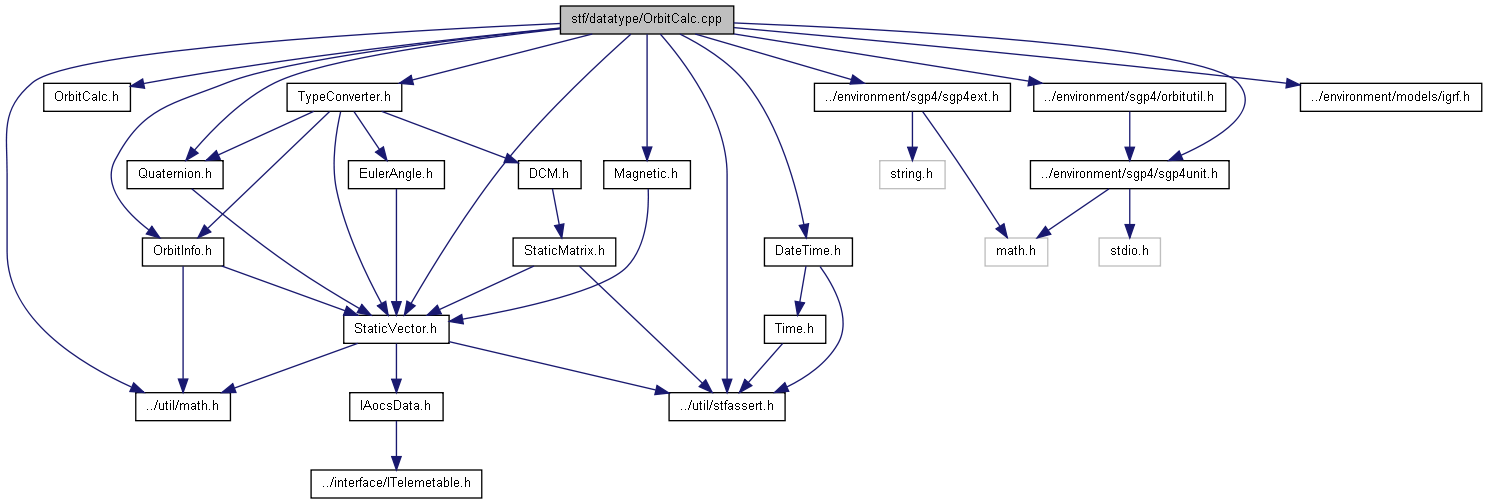 stf/datatype/OrbitCalc.cpp
OrbitCalc.h
TypeConverter.h
../environment/sgp4/sgp4ext.h
../environment/sgp4/orbitutil.h
../environment/models/igrf.h
Quaternion.h
EulerAngle.h
DCM.h
Magnetic.h
string.h
../environment/sgp4/sgp4unit.h
OrbitInfo.h
StaticMatrix.h
DateTime.h
math.h
stdio.h
StaticVector.h
Time.h
../util/math.h
IAocsData.h
../util/stfassert.h
../interface/ITelemetable.h